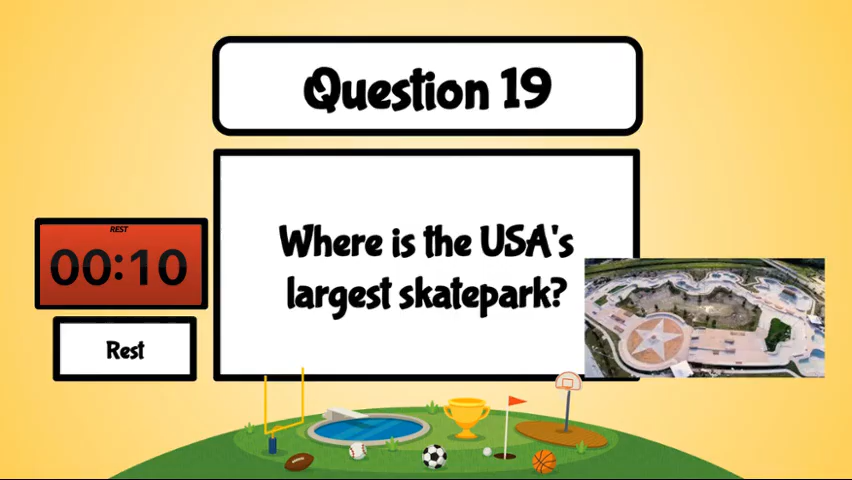 Question 19
Where is the USA's
largest skatepark?
REST
00:10
Rest